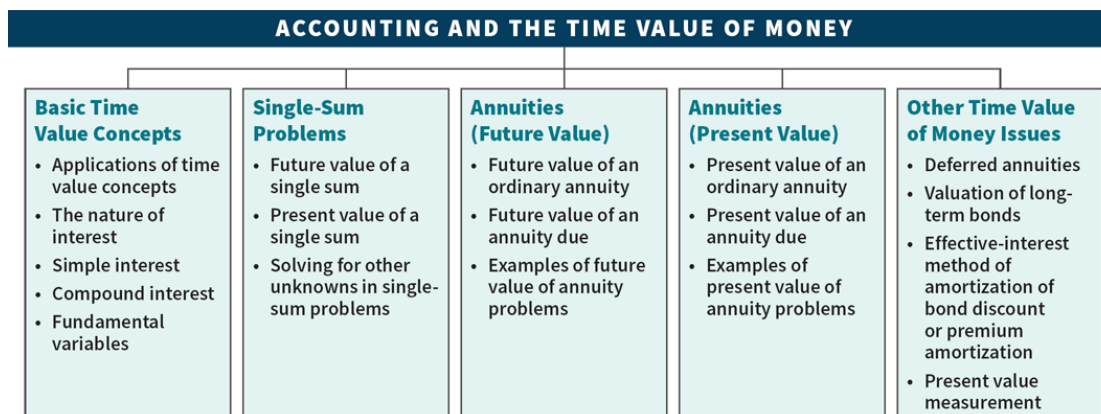 ACCOUNTING AND THE TIME VALUE OF MONEY
Basic Time
Value Concepts
• Applications of time
value concepts
• The nature of
interest
• Simple interest
• Compound interest
• Fundamental
variables
Single-Sum
Problems
• Future value of a
single sum
• Present value of a
single sum
• Solving for other
unknowns in single-
sum problems
Annuities
(Future Value)
• Future value of an
ordinary annuity
• Future value of an
annuity due
• Examples of future
value of annuity
problems
Annuities
(Present Value)
• Present value of an
ordinary annuity
• Present value of an
annuity due
• Examples of
present value of
annuity problems
Other Time Value
of Money Issues
• Deferred annuities
• Valuation of long-
term bonds
• Effective-interest
method of
amortization of
bond discount
or premium
amortization
• Present value
measurement